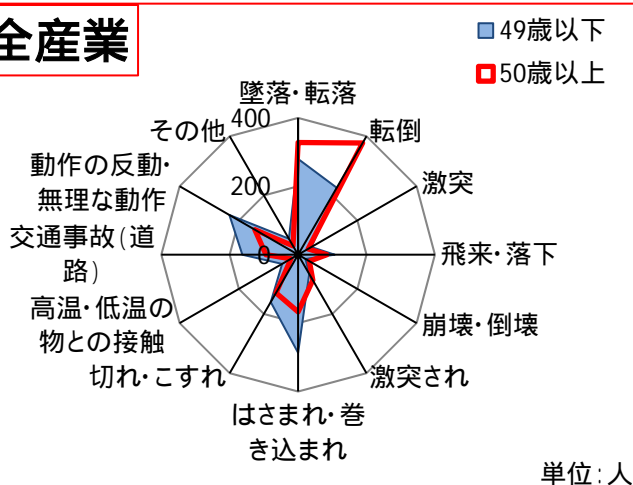 全産業
49歳以下
50歳以上
墜落・転落
転倒
激突
飛来・落下
崩壊・倒壊
激突され
はさまれ・巻
き込まれ
切れ・こすれ
高温・低温の
物との接触
交通事故(道
路)
動作の反動・
無理な動作
その他
400
200
0
単位:人